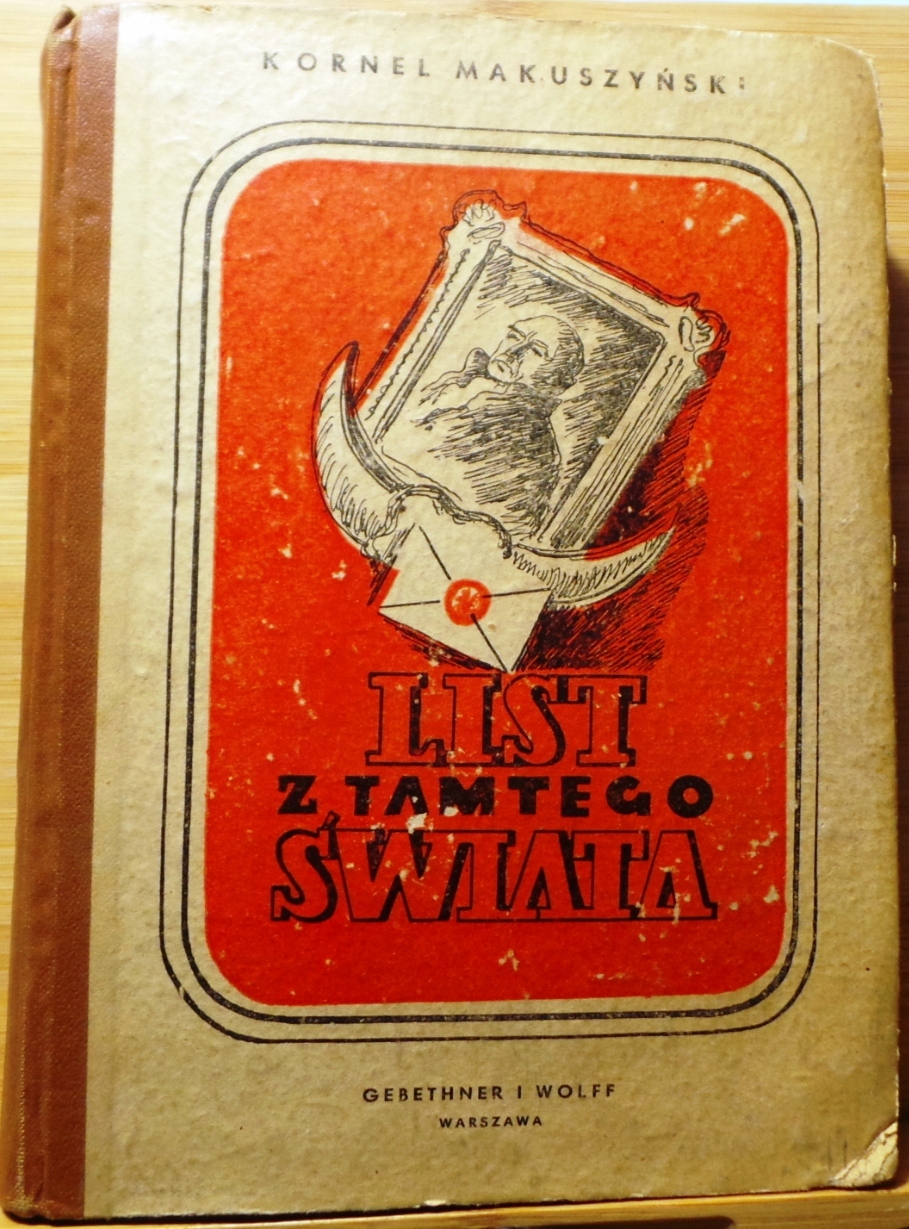 KORNEL MAKUSZYŃSKI
LIST
Z TAMTEGO
ŚWIATA
GEBETHNER I WOLFF
WARSZAWA